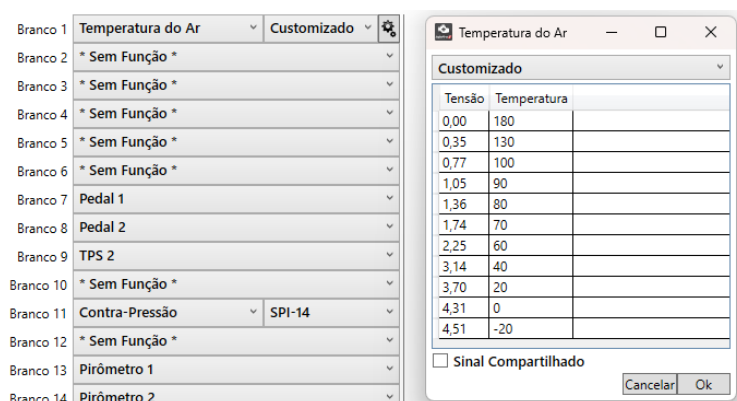 Branco 1 Temperatura do Ar Customizado
Branco 2 * Sem Função *
Branco 3 * Sem Função *
Branco 4 * Sem Função *
Branco 5 * Sem Função *
Branco 6 * Sem Função *
Branco 7 Pedal 1
Branco 8 Pedal 2
Branco 9 TPS 2
Branco 10 * Sem Função *
Branco 11 Contra-Pressão SPI-14
Branco 12 * Sem Função *
Branco 13 Pirômetro 1
Branco 14 Pirômetro 2
Temperatura do Ar
Customizado
Tensão Temperatura
0,00 180
0,35 130
0,77 100
1,05 90
1,36 80
1,74 70
2,25 60
3,14 40
3,70 20
4,31 0
4,51 -20
Sinal Compartilhado
Cancelar Ok